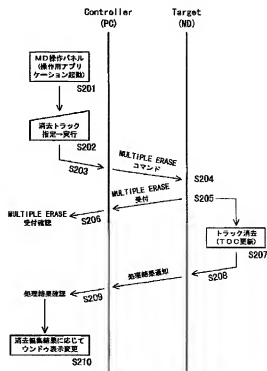 Controller
(PC)
Target
(MD)
MD操作パネル
(操作用アプリ
ケーション起動)
S201
消去トラック
指定→実行
S202
S203
MULTIPLE ERASE
コマンド
S204
MULTIPLE ERASE
受付
S205
MULTIPLE ERASE
受付確認
S206
トラック消去
(TOC更新)
S207
処理結果通知
S208
処理結果確認
S209
消去編集結果に応じて
ウンドゥ表示変更
S210